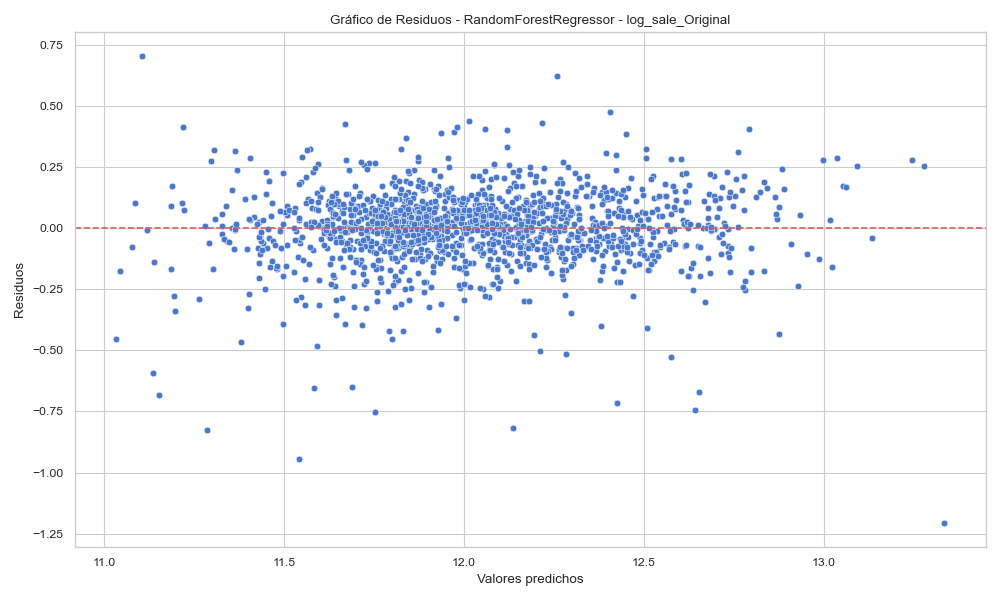 Gráfico de Residuos - RandomForestRegressor - log_sale_Original
0.75
0.50
0.25
0.00
−0.25
−0.50
−0.75
−1.00
−1.25
Residuos
11.0 11.5 12.0 12.5 13.0
Valores predichos